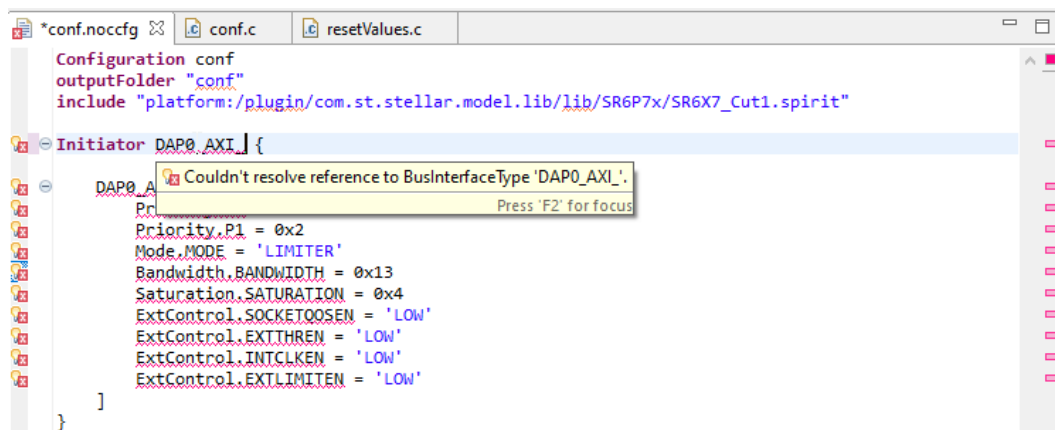 *conf.noccfg conf.c resetValues.c
Configuration conf
outputFolder "conf"
include "platform:/plugin/com.st.stellar.model.lib/lib/SR6P7x/SR6X7_Cut1.spirit"
Initiator DAP0_AXI_ {
Couldn't resolve reference to BusInterfaceType 'DAP0_AXI_'.
Press 'F2' for focus
DAP0_A
Pr
Priority.P1 = 0x2
Mode.MODE = 'LIMITER'
Bandwidth.BANDWIDTH = 0x13
Saturation.SATURATION = 0x4
ExtControl.SOCKETQOSEN = 'LOW'
ExtControl.EXTTHREN = 'LOW'
ExtControl.INTCLKEN = 'LOW'
ExtControl.EXTLIMITEN = 'LOW'
]
}